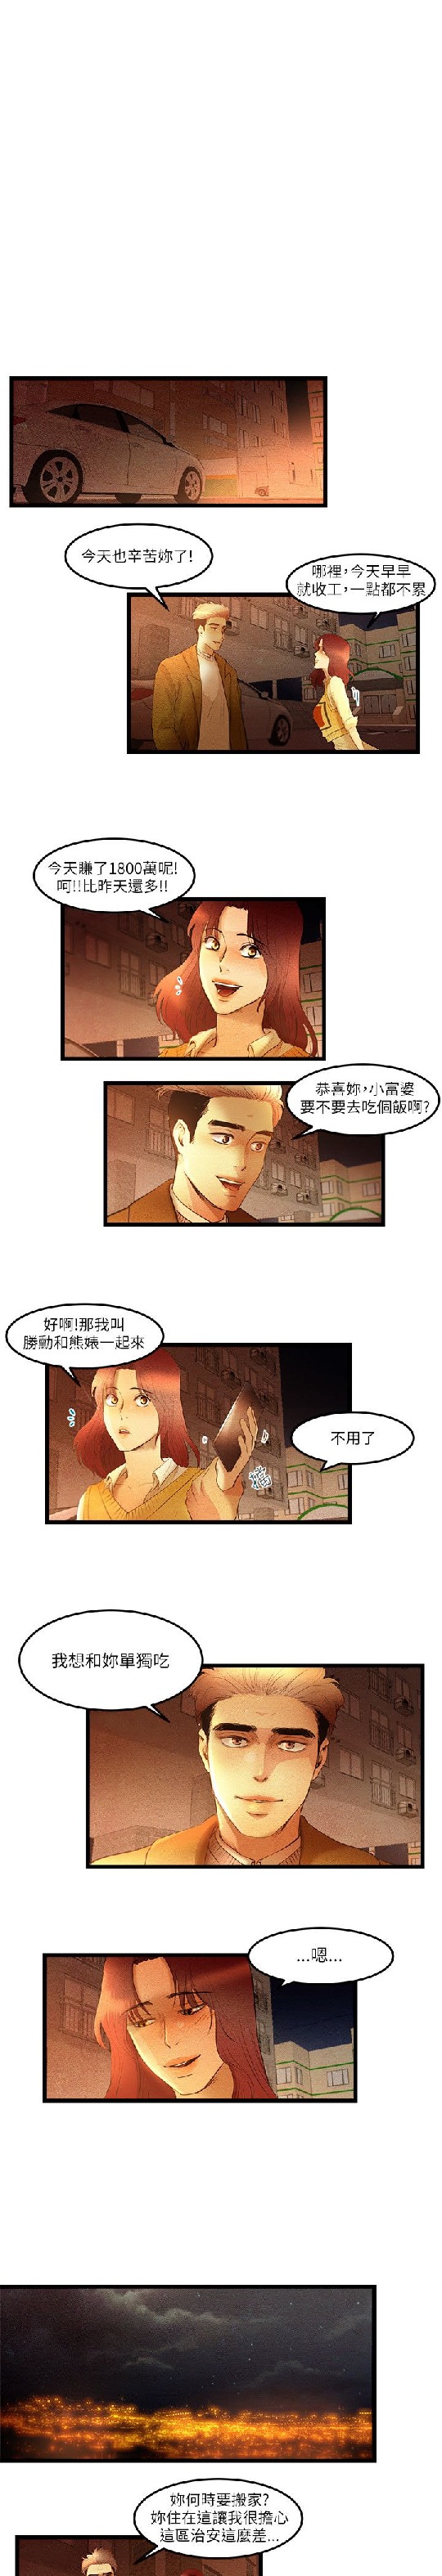 今天也辛苦妳了!
哪裡，今天早早
就收工，一點都不累
今天賺了1800萬呢!
呵!!比昨天還多!!
恭喜妳，小富婆
要不要去吃個飯啊?
好啊!那我叫
勝勳和熊婊一起來
不用了
我想和妳單獨吃
...嗯...
妳何時要搬家?
妳住在這讓我很擔心
這區治安這麼差...